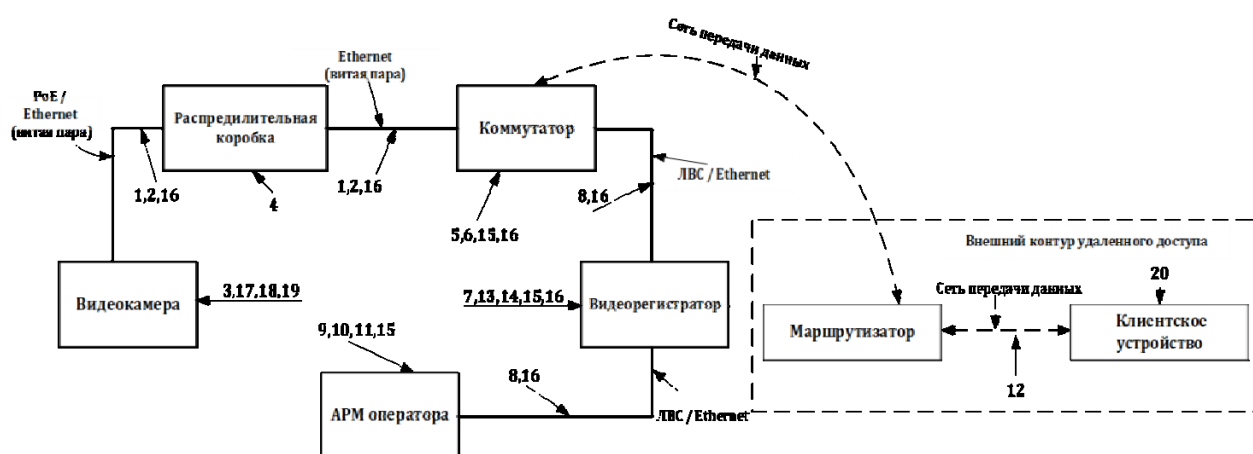 Сеть передачи данных
Ethernet
(витая пара)
PoE /
Ethernet
(витая пара)
Распредилительная
коробка
Коммутатор
1,2,16
4
1,2,16
5,6,15,16
8,16
ЛВС / Ethernet
Внешний контур удаленного доступа
Видеокамера
3,17,18,19
7,13,14,15,16
Видеорегистратор
Сеть передачи данных
20
Маршрутизатор
Клиентское
устройство
12
9,10,11,15
8,16
АРМ оператора
ЛВС / Ethernet